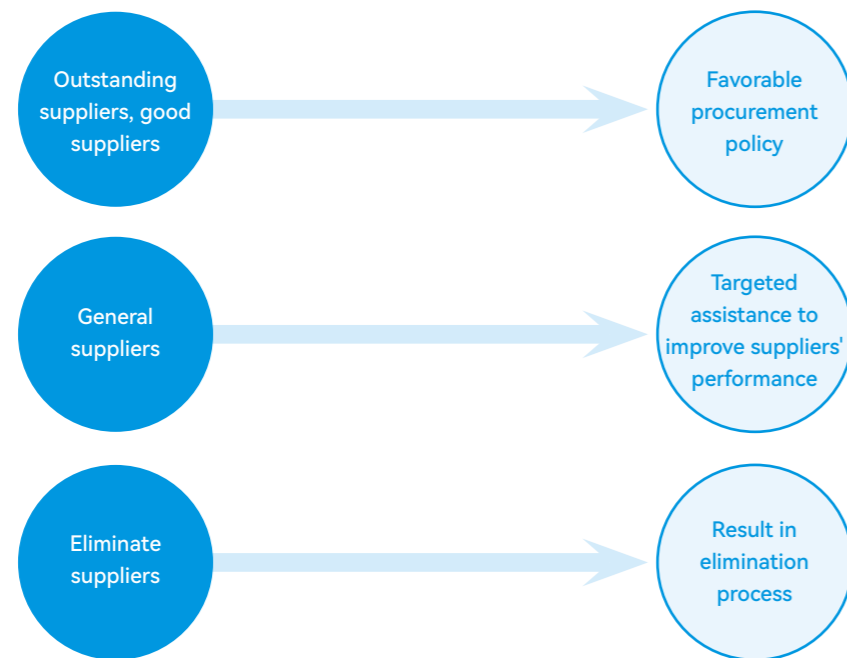 Outstanding
suppliers, good
suppliers
Favorable
procurement
policy
General
suppliers
Targeted
assistance to
improve suppliers'
performance
Eliminate
suppliers
Result in
elimination
process